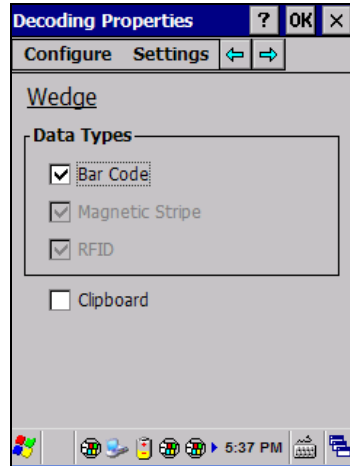 Decoding Properties ? OK ×
Configure Settings
Wedge
Data Types
Bar Code
Magnetic Stripe
RFID
Clipboard
5:37 PM